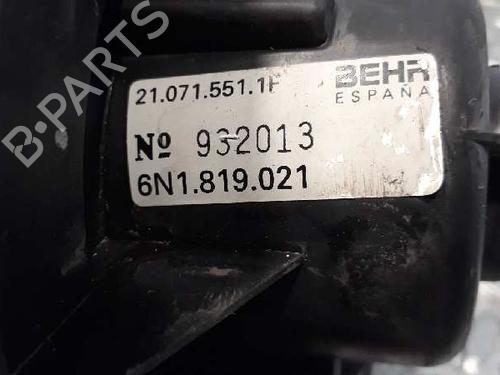 B-PARTS
21.071.551.1F
BEHR
ESPAÑA
Nº 932013
6N1.819.021